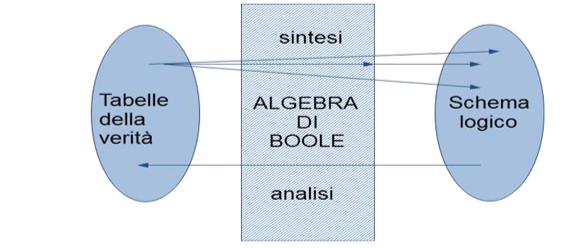 sintesi
Tabelle
della
verità
ALGEBRA
DI
BOOLE
Schema
logico
analisi